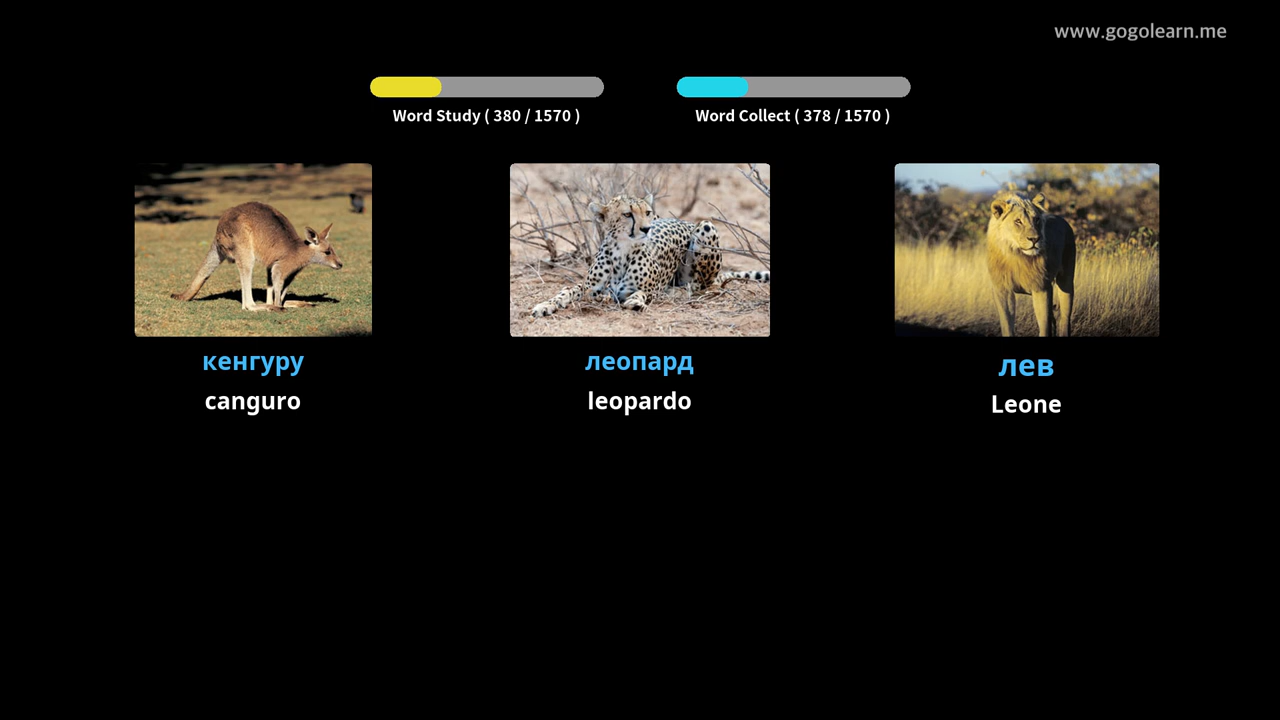 www.gogolearn.me
Word Study ( 380 / 1570 )
Word Collect ( 378 / 1570 )
кенгуру
canguro
леопард
leopardo
лев
Leone